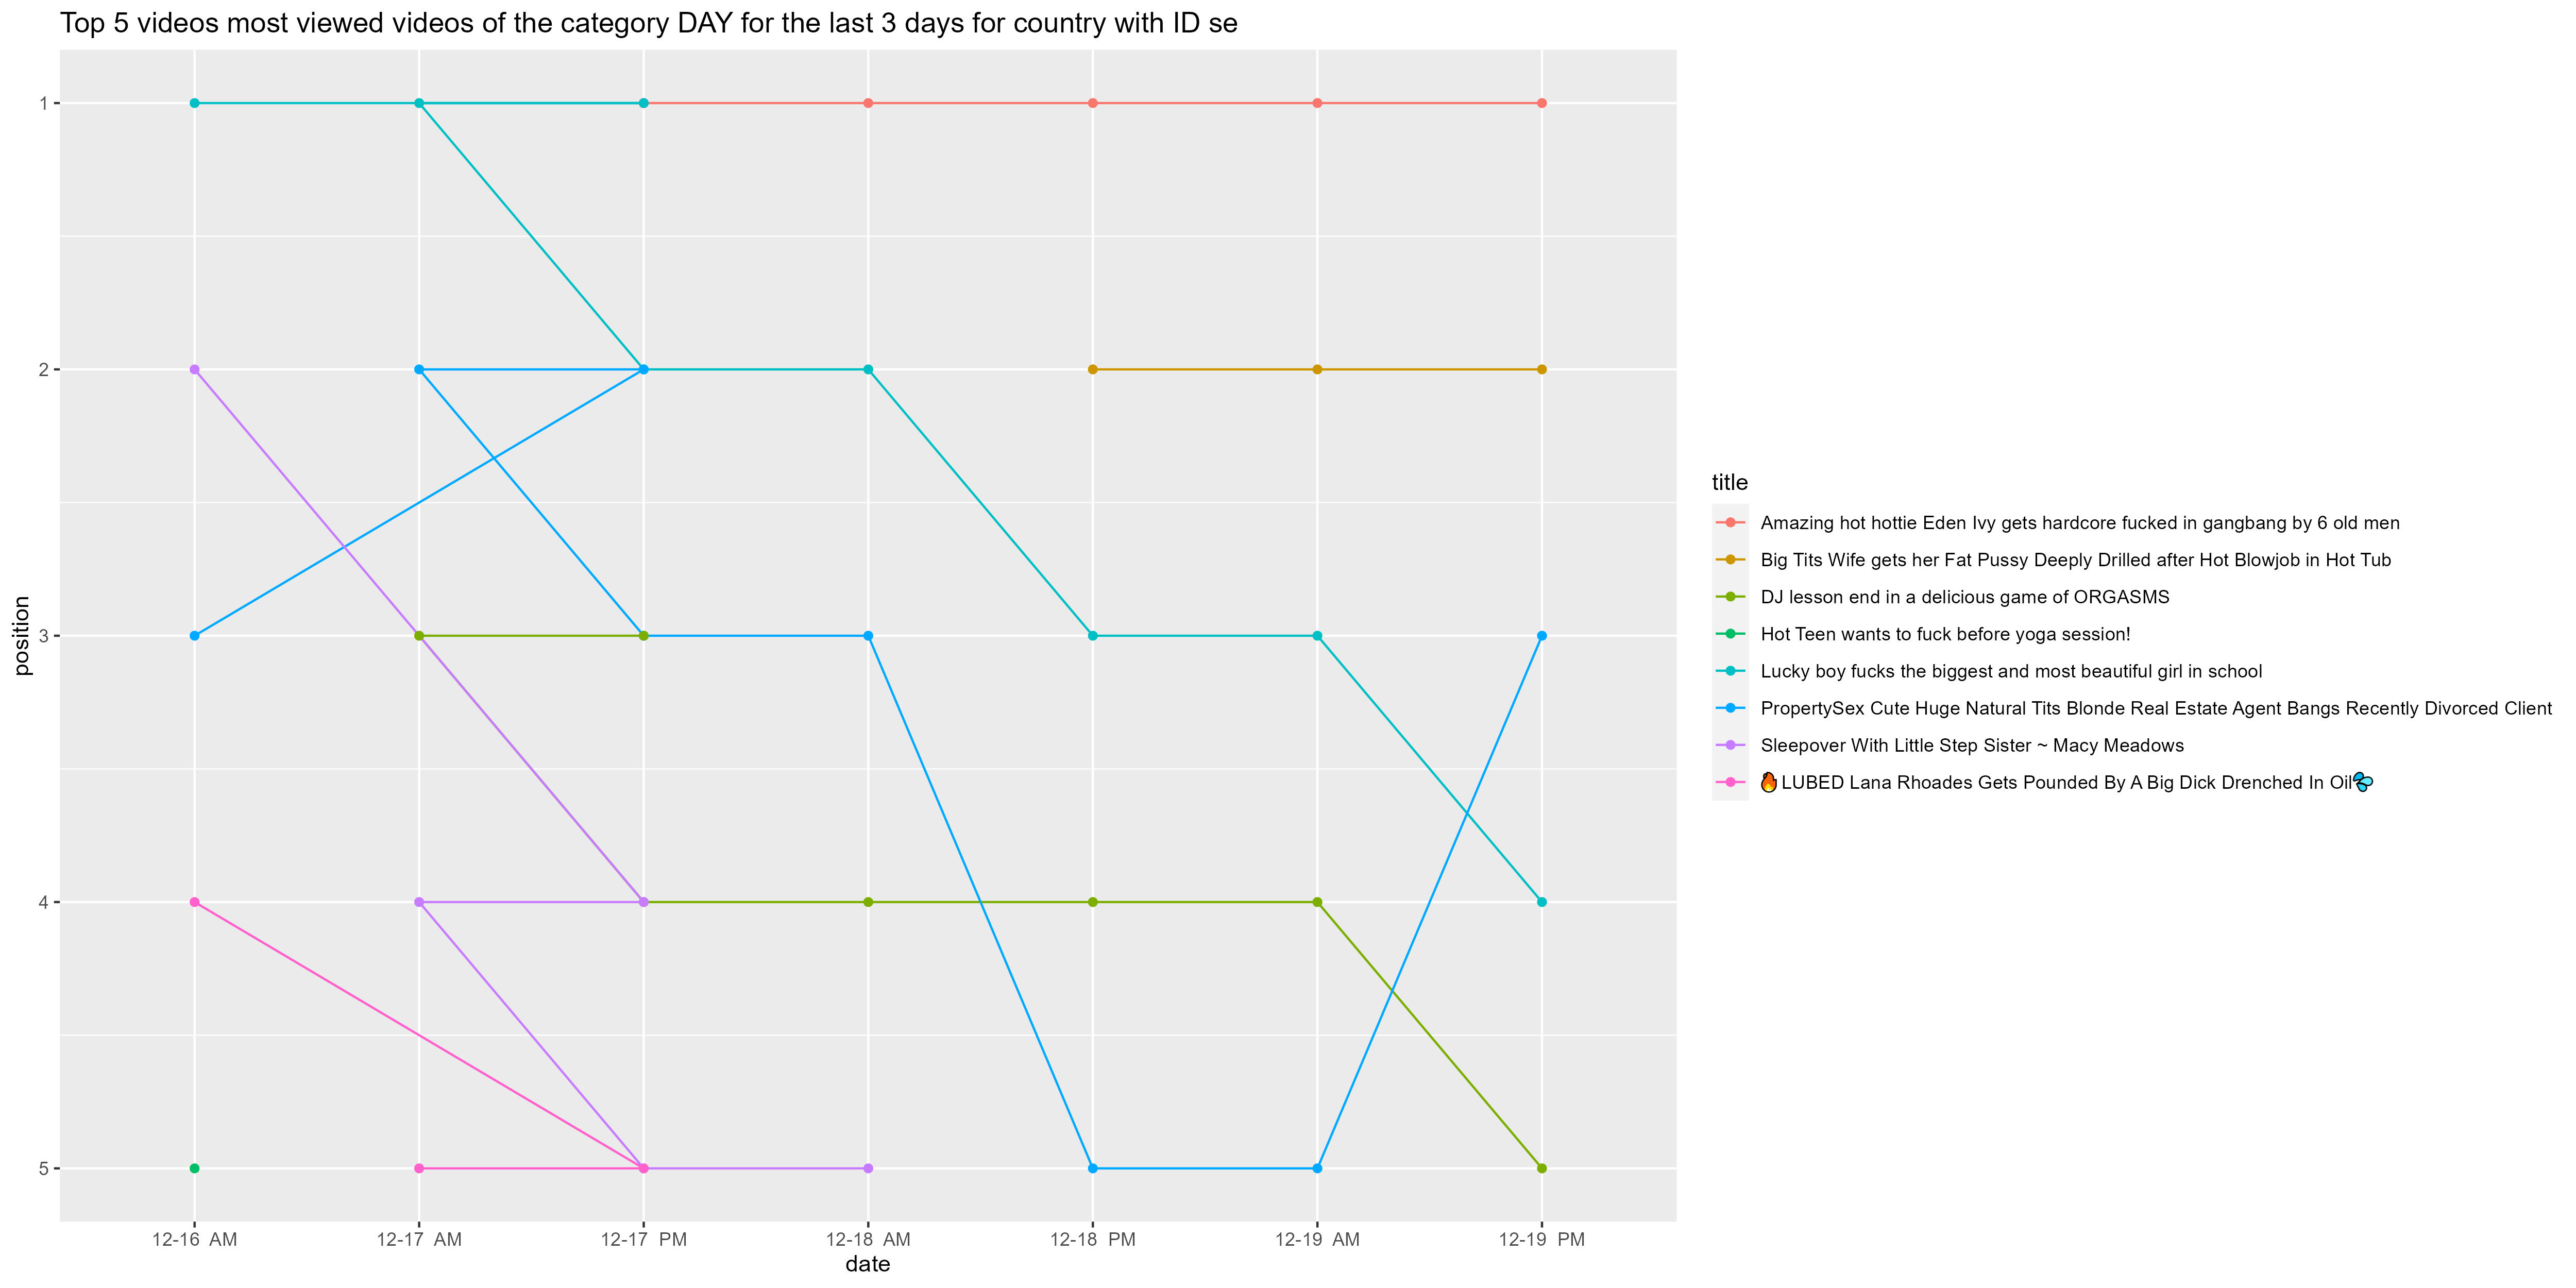 Top 5 videos most viewed videos of the category DAY for the last 3 days for country with ID se
position
1
2
3
4
5
12-16 AM
12-17 AM
12-17 PM
12-18 AM
12-18 PM
12-19 AM
12-19 PM
date
title
Amazing hot hottie Eden Ivy gets hardcore fucked in gangbang by 6 old men
Big Tits Wife gets her Fat Pussy Deeply Drilled after Hot Blowjob in Hot Tub
DJ lesson end in a delicious game of ORGASMS
Hot Teen wants to fuck before yoga session!
Lucky boy fucks the biggest and most beautiful girl in school
PropertySex Cute Huge Natural Tits Blonde Real Estate Agent Bangs Recently Divorced Client
Sleepover With Little Step Sister ~ Macy Meadows
🔥LUBED Lana Rhoades Gets Pounded By A Big Dick Drenched In Oil💦